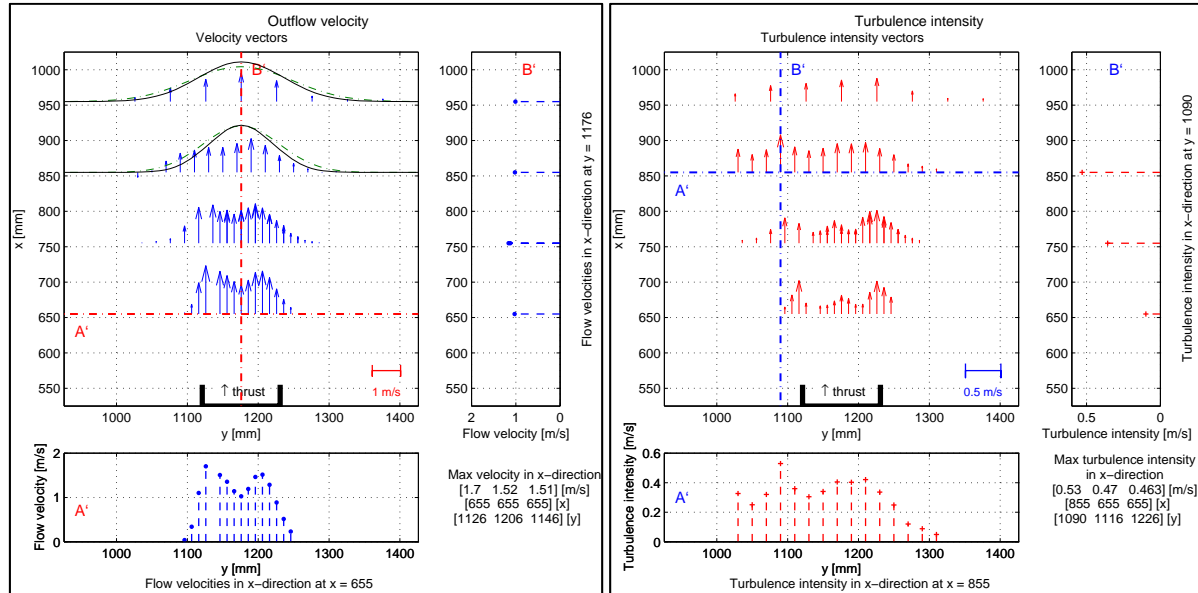 Outflow velocity
Velocity vectors
B'
1000
950
900
850
800
750
700
650
600
550
x [mm]
A'
1 m/s
↑ thrust
1000 1100 1200 1300 1400
y [mm]
B'
1000
950
900
850
800
750
700
650
600
550
2 1 0
Flow velocity [m/s]
Flow velocities in x-direction at y = 1176
2
1
0
Flow velocity [m/s]
A'
1000 1100 1200 1300 1400
y [mm]
Flow velocities in x-direction at x = 655
Max velocity in x-direction
[1.7 1.52 1.51] [m/s]
[655 655 655] [x]
[1126 1206 1146] [y]
Turbulence intensity
Turbulence intensity vectors
B'
1000
950
900
850
800
750
700
650
600
550
x [mm]
A'
0.5 m/s
↑ thrust
1000 1100 1200 1300 1400
y [mm]
B'
1000
950
900
850
800
750
700
650
600
550
0.5 0
Turbulence intensity [m/s]
Turbulence intensity in x-direction at y = 1090
0.6
0.4
0.2
0
Turbulence intensity [m/s]
A'
1000 1100 1200 1300 1400
y [mm]
Turbulence intensity in x-direction at x = 855
Max turbulence intensity
in x-direction
[0.53 0.47 0.463] [m/s]
[855 655 655] [x]
[1090 1116 1226] [y]